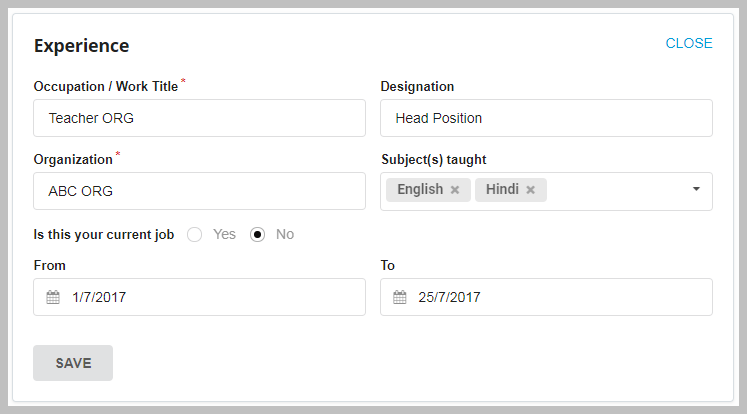 Experience CLOSE
Occupation / Work Title * Designation
Teacher ORG Head Position
Organization * Subject(s) taught
ABC ORG English × Hindi ×
Is this your current job Yes No
From To
1/7/2017 25/7/2017
SAVE